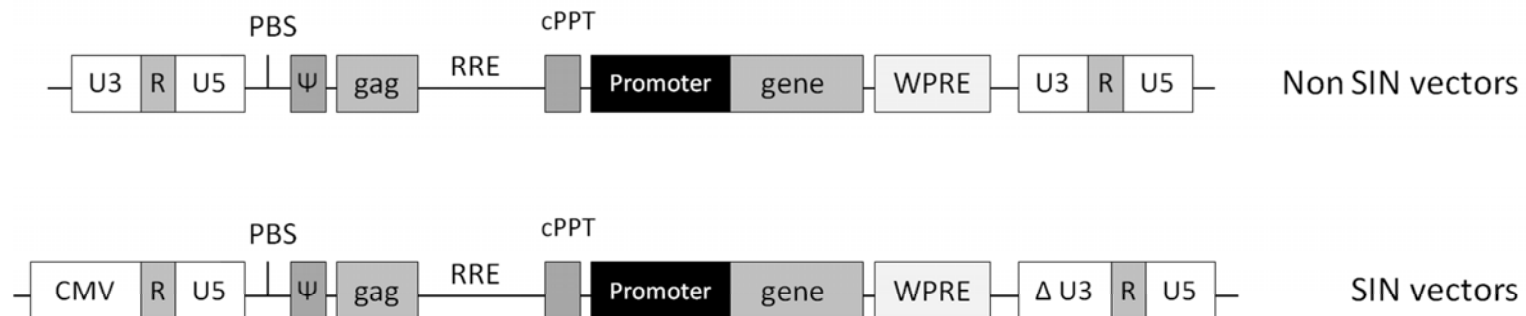 PBS cPPT
U3 R U5 Ψ gag RRE Promoter gene WPRE U3 R U5 Non SIN vectors
PBS cPPT
CMV R U5 Ψ gag RRE Promoter gene WPRE Δ U3 R U5 SIN vectors